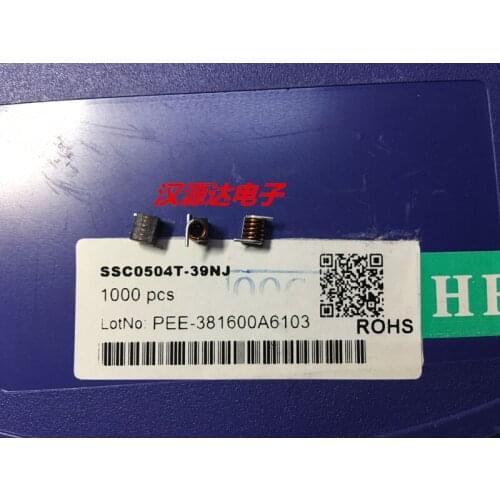 汉源达电子
SSC0504T-39NJ
1000 pcs
LotNo: PEE-381600A6103
ROHS